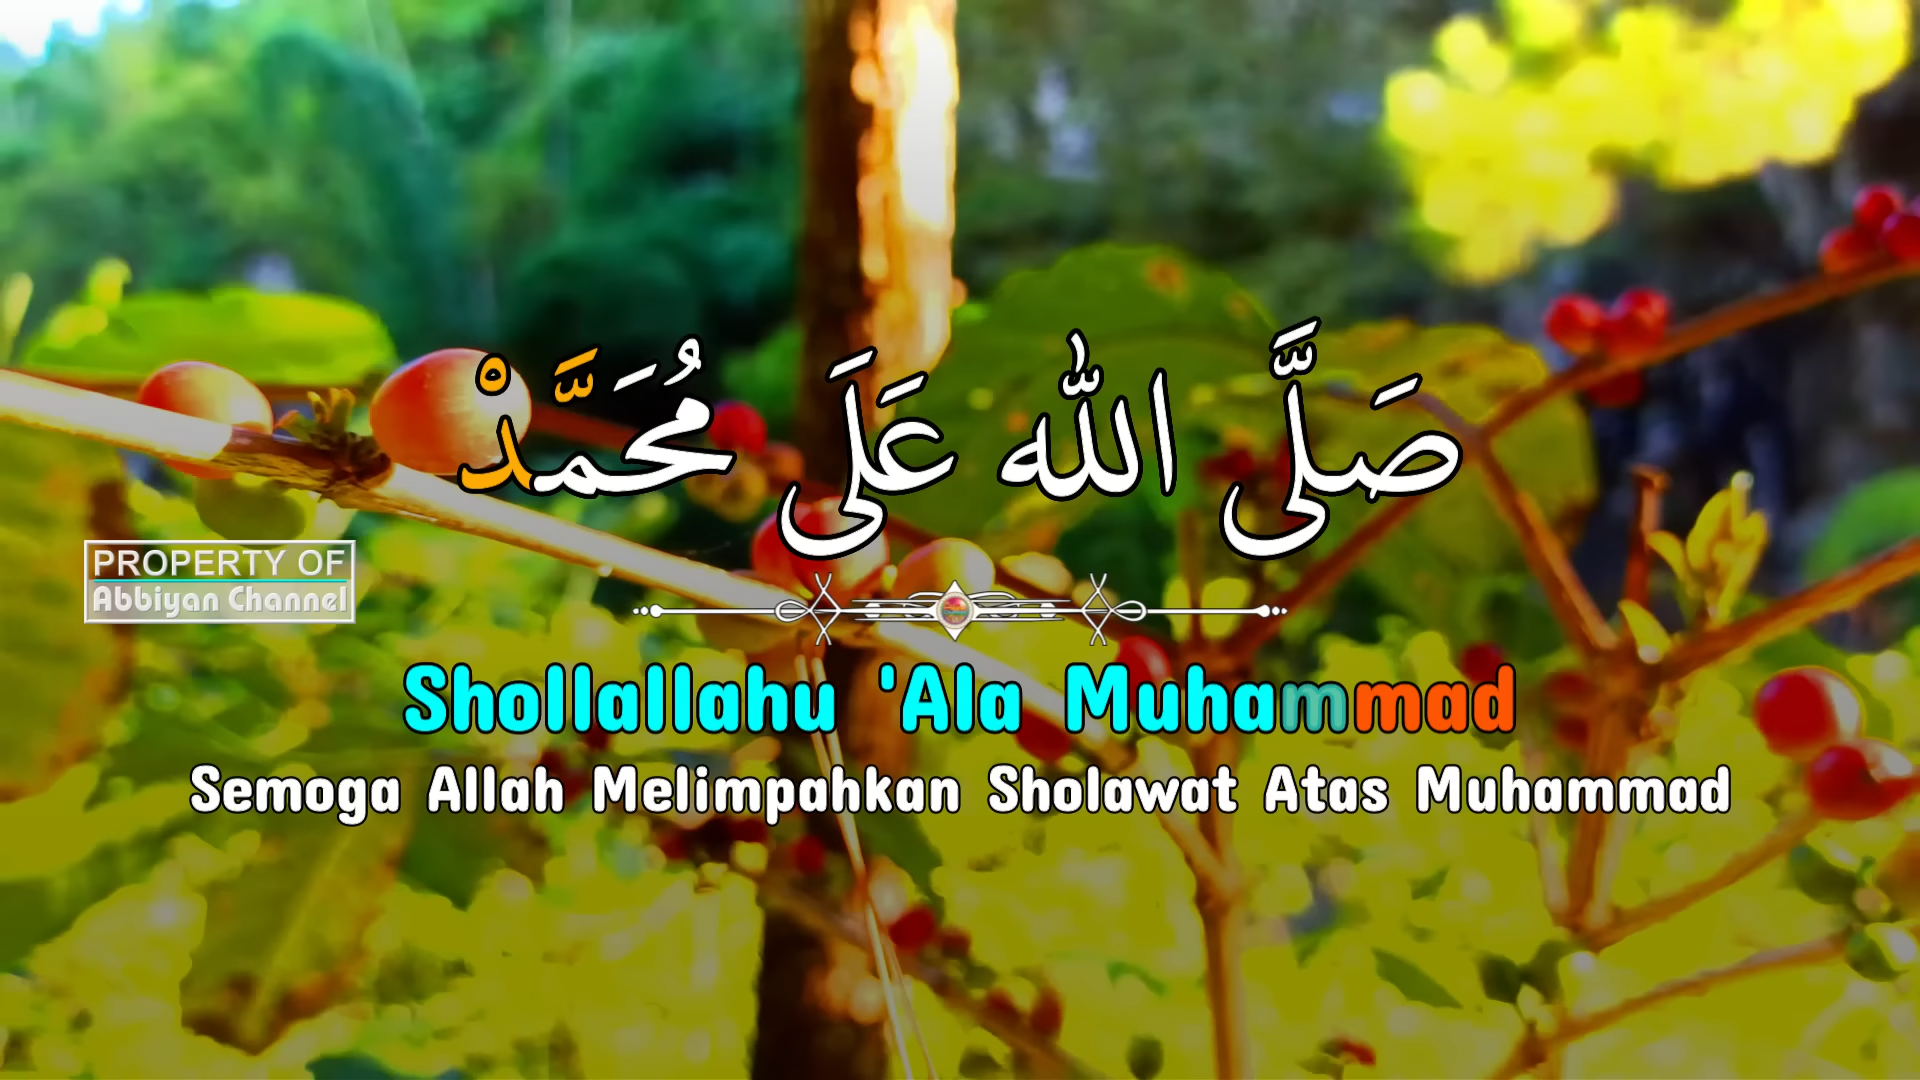 صَلَّى اللّٰه عَلَى مُحَمَّدْ
PROPERTY OF
Abbiyan Channel
Shollallahu 'Ala Muhammad
Semoga Allah Melimpahkan Sholawat Atas Muhammad